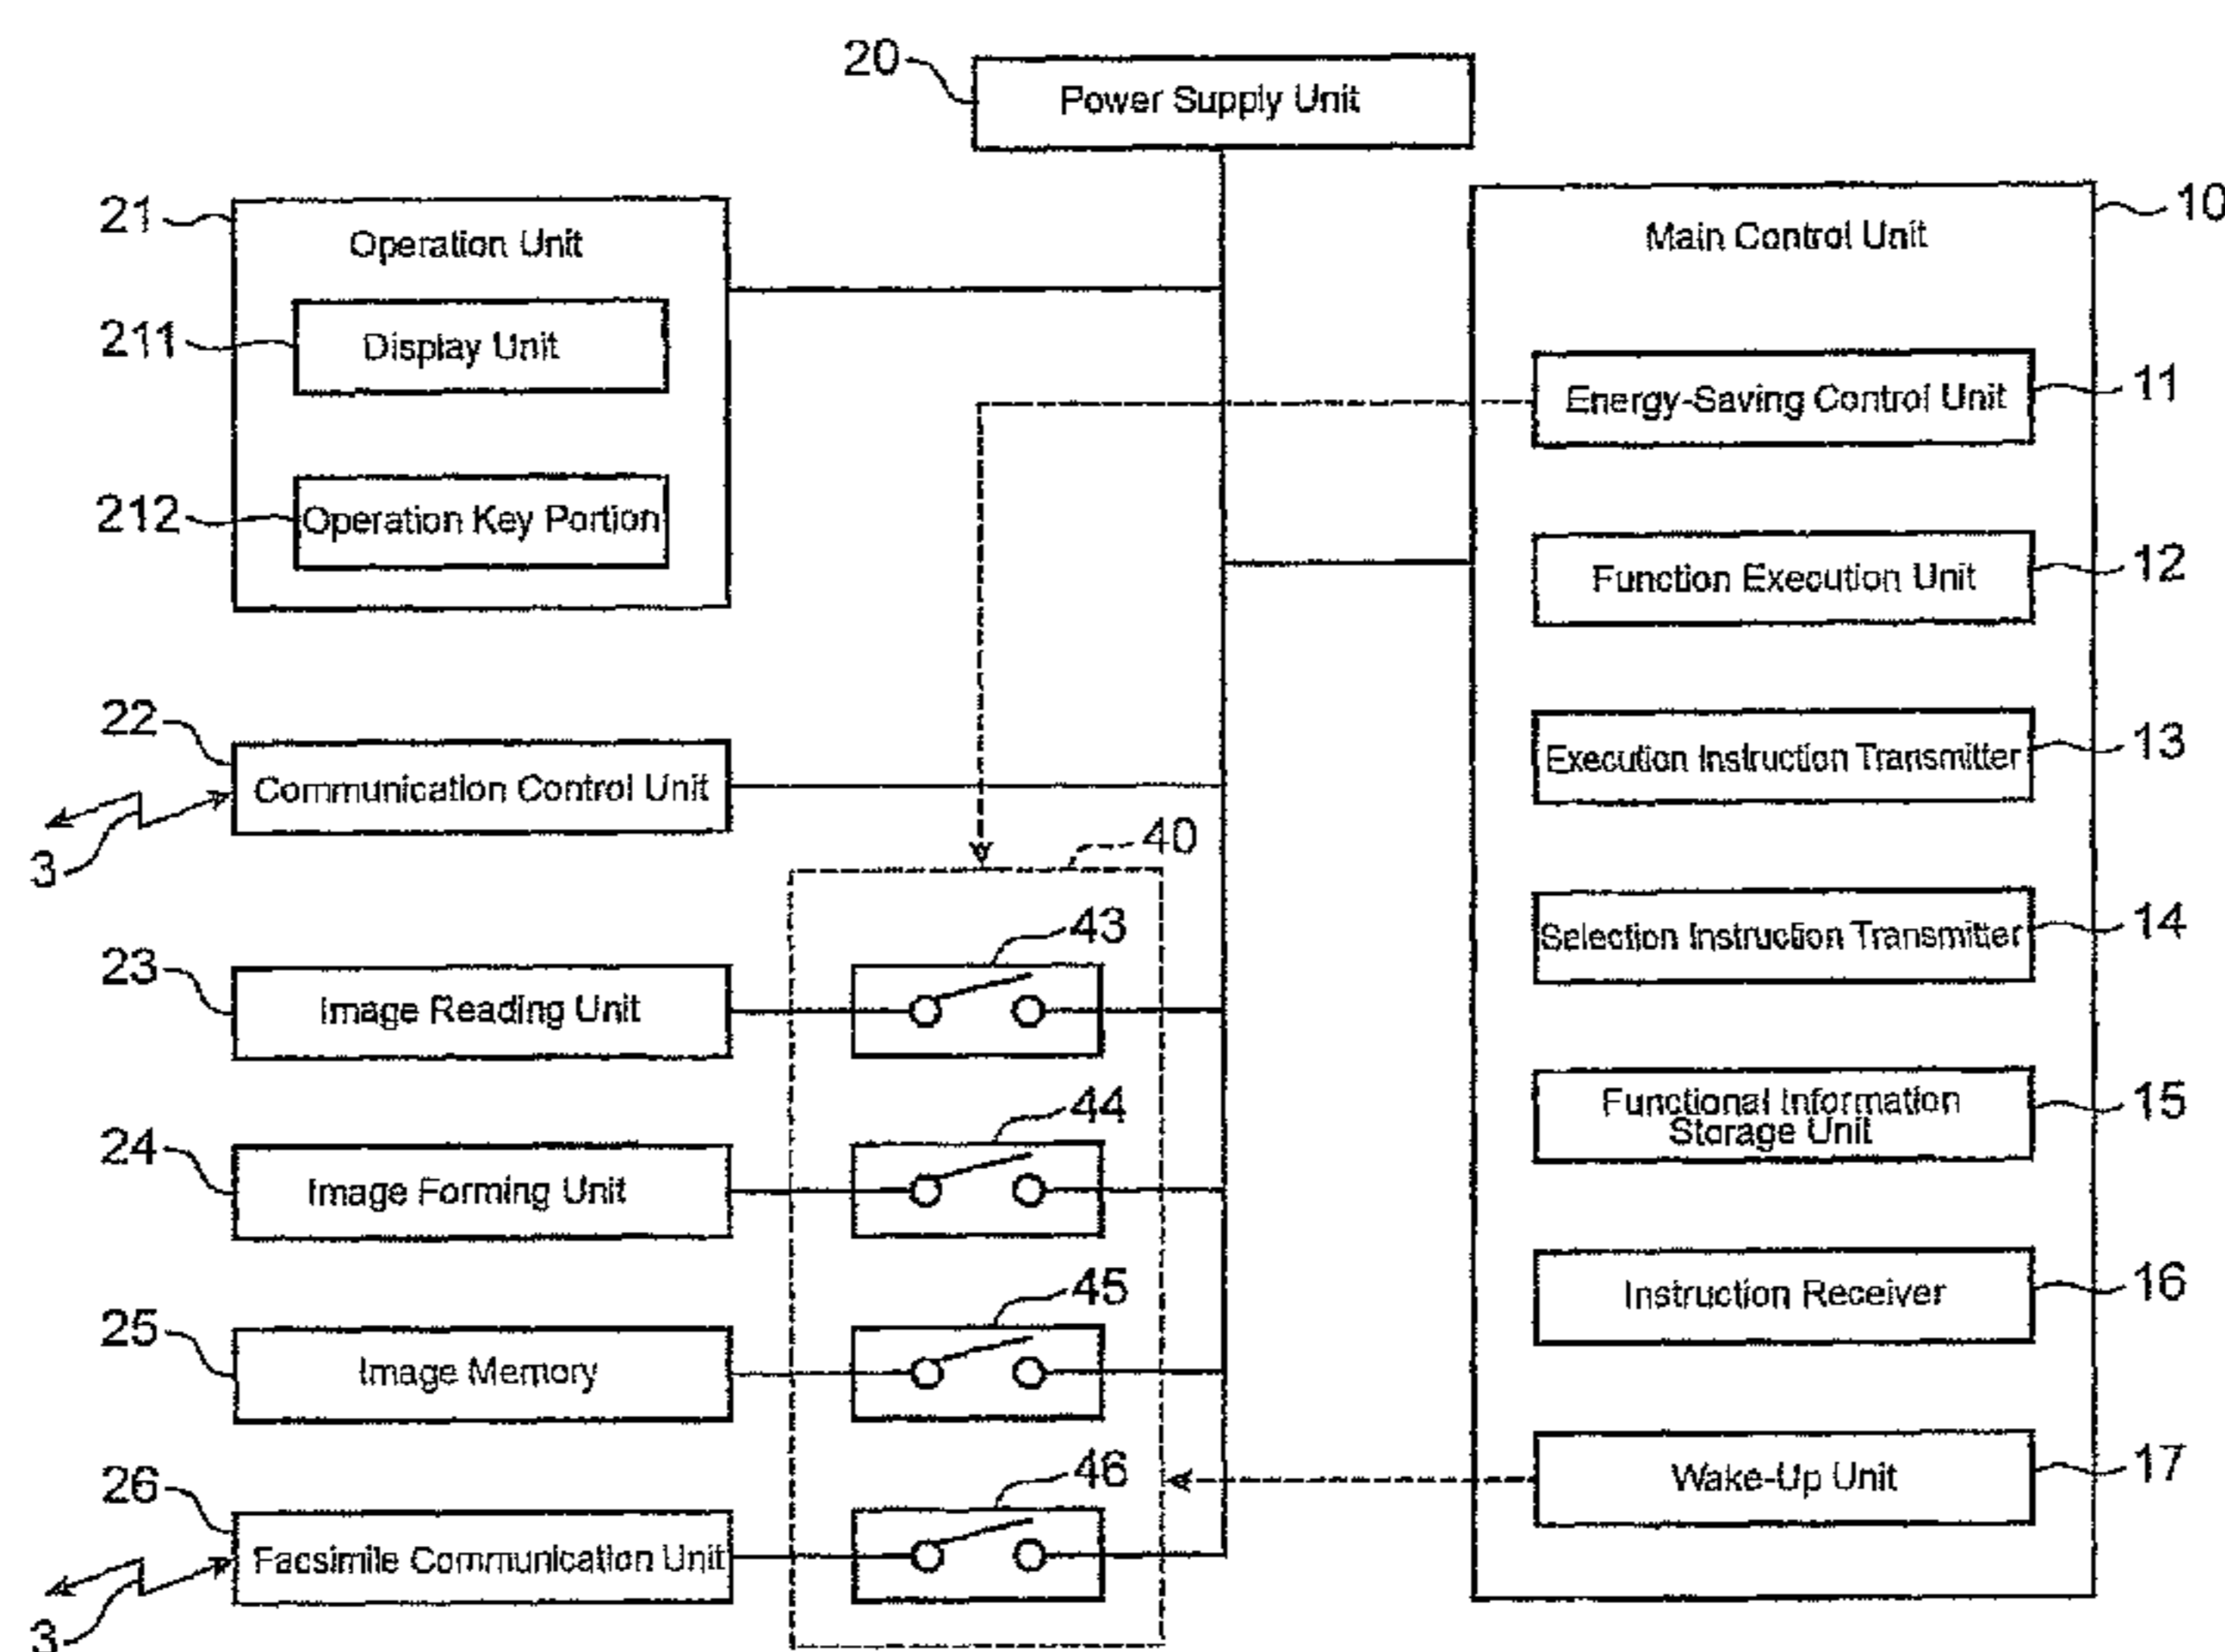 20
Power Supply Unit
21
Operation Unit
211
Display Unit
212
Operation Key Portion
22
Communication Control Unit
3
40
23
Image Reading Unit
43
24
Image Forming Unit
44
25
Image Memory
45
26
Facsimile Communication Unit
46
3
10
Main Control Unit
Energy-Saving Control Unit
11
Function Execution Unit
12
Execution Instruction Transmitter
13
Selection Instruction Transmitter
14
Functional Information
Storage Unit
15
Instruction Receiver
16
Wake-Up Unit
17